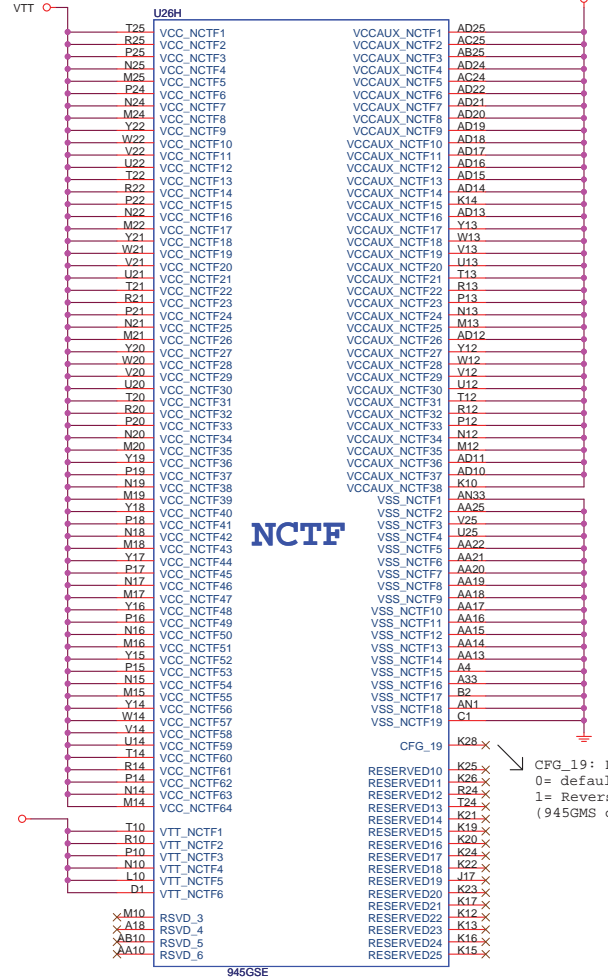 VTT
U26H
T25 VCC_NCTF1
R25 VCC_NCTF2
P25 VCC_NCTF3
N25 VCC_NCTF4
M25 VCC_NCTF5
P24 VCC_NCTF6
N24 VCC_NCTF7
M24 VCC_NCTF8
Y22 VCC_NCTF9
W22 VCC_NCTF10
V22 VCC_NCTF11
U22 VCC_NCTF12
T22 VCC_NCTF13
R22 VCC_NCTF14
P22 VCC_NCTF15
N22 VCC_NCTF16
M22 VCC_NCTF17
Y21 VCC_NCTF18
W21 VCC_NCTF19
V21 VCC_NCTF20
U21 VCC_NCTF21
T21 VCC_NCTF22
R21 VCC_NCTF23
P21 VCC_NCTF24
N21 VCC_NCTF25
M21 VCC_NCTF26
Y20 VCC_NCTF27
W20 VCC_NCTF28
V20 VCC_NCTF29
U20 VCC_NCTF30
T20 VCC_NCTF31
R20 VCC_NCTF32
P20 VCC_NCTF33
N20 VCC_NCTF34
M20 VCC_NCTF35
Y19 VCC_NCTF36
P19 VCC_NCTF37
N19 VCC_NCTF38
M19 VCC_NCTF39
Y18 VCC_NCTF40
P18 VCC_NCTF41
N18 VCC_NCTF42
M18 VCC_NCTF43
Y17 VCC_NCTF44
P17 VCC_NCTF45
N17 VCC_NCTF46
M17 VCC_NCTF47
Y16 VCC_NCTF48
P16 VCC_NCTF49
N16 VCC_NCTF50
M16 VCC_NCTF51
Y15 VCC_NCTF52
P15 VCC_NCTF53
N15 VCC_NCTF54
M15 VCC_NCTF55
Y14 VCC_NCTF56
W14 VCC_NCTF57
V14 VCC_NCTF58
U14 VCC_NCTF59
T14 VCC_NCTF60
R14 VCC_NCTF61
P14 VCC_NCTF62
N14 VCC_NCTF63
M14 VCC_NCTF64
T10 VTT_NCTF1
R10 VTT_NCTF2
P10 VTT_NCTF3
N10 VTT_NCTF4
L10 VTT_NCTF5
D1 VTT_NCTF6
M10 RSVD_3
A18 RSVD_4
AB10 RSVD_5
AA10 RSVD_6
NCTF
VCCAUX_NCTF1 AD25
VCCAUX_NCTF2 AC25
VCCAUX_NCTF3 AB25
VCCAUX_NCTF4 AD24
VCCAUX_NCTF5 AC24
VCCAUX_NCTF6 AD22
VCCAUX_NCTF7 AD21
VCCAUX_NCTF8 AD20
VCCAUX_NCTF9 AD19
VCCAUX_NCTF10 AD18
VCCAUX_NCTF11 AD17
VCCAUX_NCTF12 AD16
VCCAUX_NCTF13 AD15
VCCAUX_NCTF14 AD14
VCCAUX_NCTF15 K14
VCCAUX_NCTF16 AD13
VCCAUX_NCTF17 Y13
VCCAUX_NCTF18 W13
VCCAUX_NCTF19 V13
VCCAUX_NCTF20 U13
VCCAUX_NCTF21 T13
VCCAUX_NCTF22 R13
VCCAUX_NCTF23 P13
VCCAUX_NCTF24 N13
VCCAUX_NCTF25 M13
VCCAUX_NCTF26 AD12
VCCAUX_NCTF27 Y12
VCCAUX_NCTF28 W12
VCCAUX_NCTF29 V12
VCCAUX_NCTF30 U12
VCCAUX_NCTF31 T12
VCCAUX_NCTF32 R12
VCCAUX_NCTF33 P12
VCCAUX_NCTF34 N12
VCCAUX_NCTF35 M12
VCCAUX_NCTF36 AD11
VCCAUX_NCTF37 AD10
VCCAUX_NCTF38 K10
VSS_NCTF1 AN33
VSS_NCTF2 AA25
VSS_NCTF3 V25
VSS_NCTF4 U25
VSS_NCTF5 AA22
VSS_NCTF6 AA21
VSS_NCTF7 AA20
VSS_NCTF8 AA19
VSS_NCTF9 AA18
VSS_NCTF10 AA17
VSS_NCTF11 AA16
VSS_NCTF12 AA15
VSS_NCTF13 AA14
VSS_NCTF14 AA13
VSS_NCTF15 A4
VSS_NCTF16 A33
VSS_NCTF17 B2
VSS_NCTF18 AN1
VSS_NCTF19 C1
CFG_19 K28
RESERVED10 K25
RESERVED11 K26
RESERVED12 R24
RESERVED13 T24
RESERVED14 K21
RESERVED15 K19
RESERVED16 K20
RESERVED17 K24
RESERVED18 K22
RESERVED19 J17
RESERVED20 K23
RESERVED21 K17
RESERVED22 K12
RESERVED23 K13
RESERVED24 K16
RESERVED25 K15
CFG_19:
0= defaul
1= Revers
(945GMS
945GSE